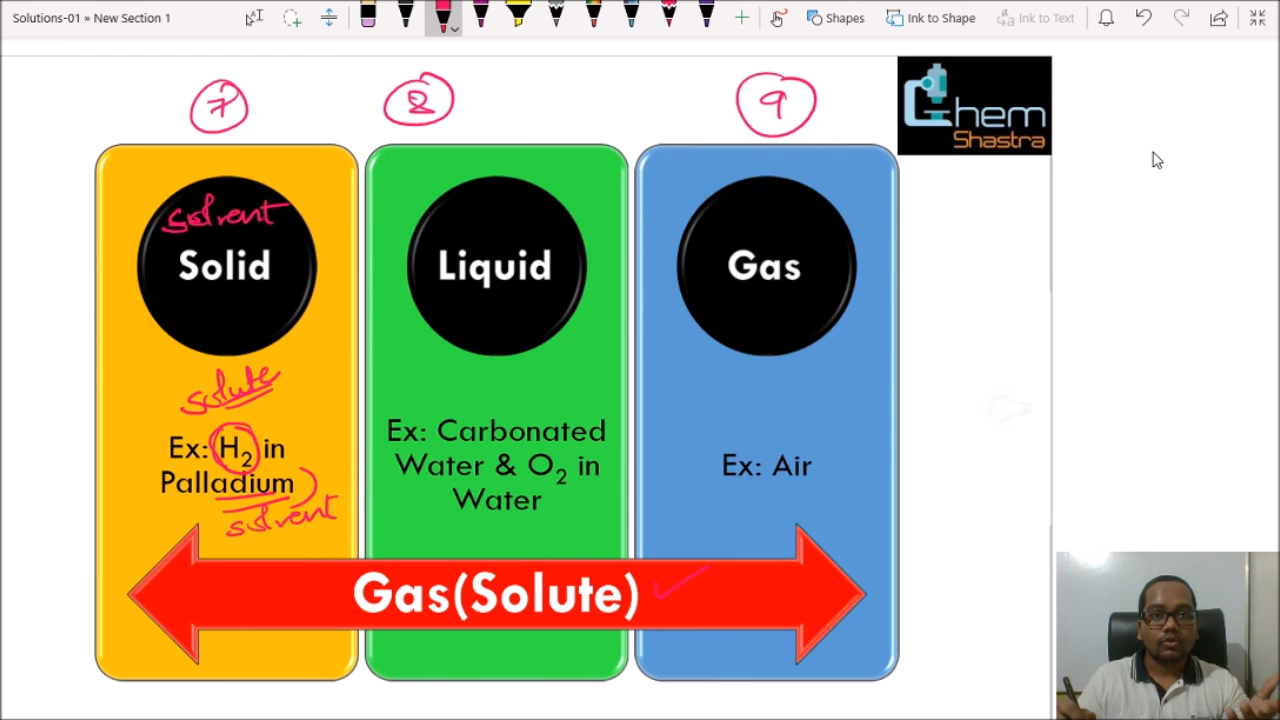 Solutions-01 » New Section 1
Shapes
Ink to Shape
Ink to Text
7
8
9
Chem
Shastra
solvent
Solid
Liquid
Gas
solute
Ex: H₂ in
Palladium
solvent
Ex: Carbonated
Water & O₂ in
Water
Ex: Air
Gas(Solute)